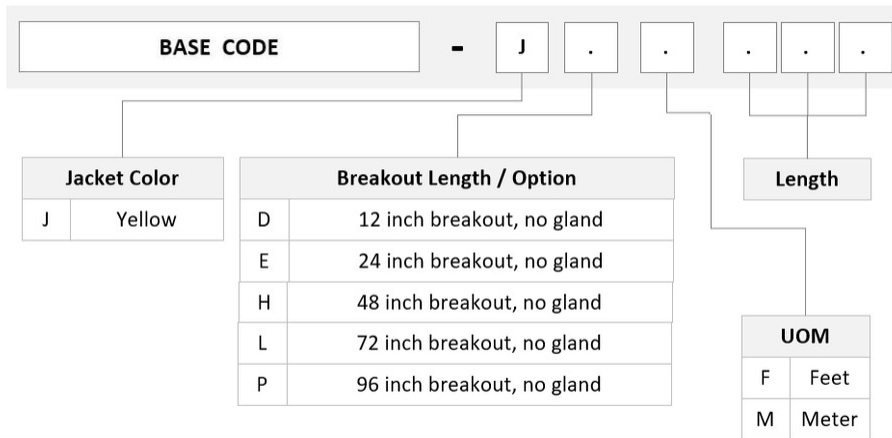 BASE CODE - J . . . . .
Jacket Color
J Yellow
Breakout Length / Option
D 12 inch breakout, no gland
E 24 inch breakout, no gland
H 48 inch breakout, no gland
L 72 inch breakout, no gland
P 96 inch breakout, no gland
Length
UOM
F Feet
M Meter